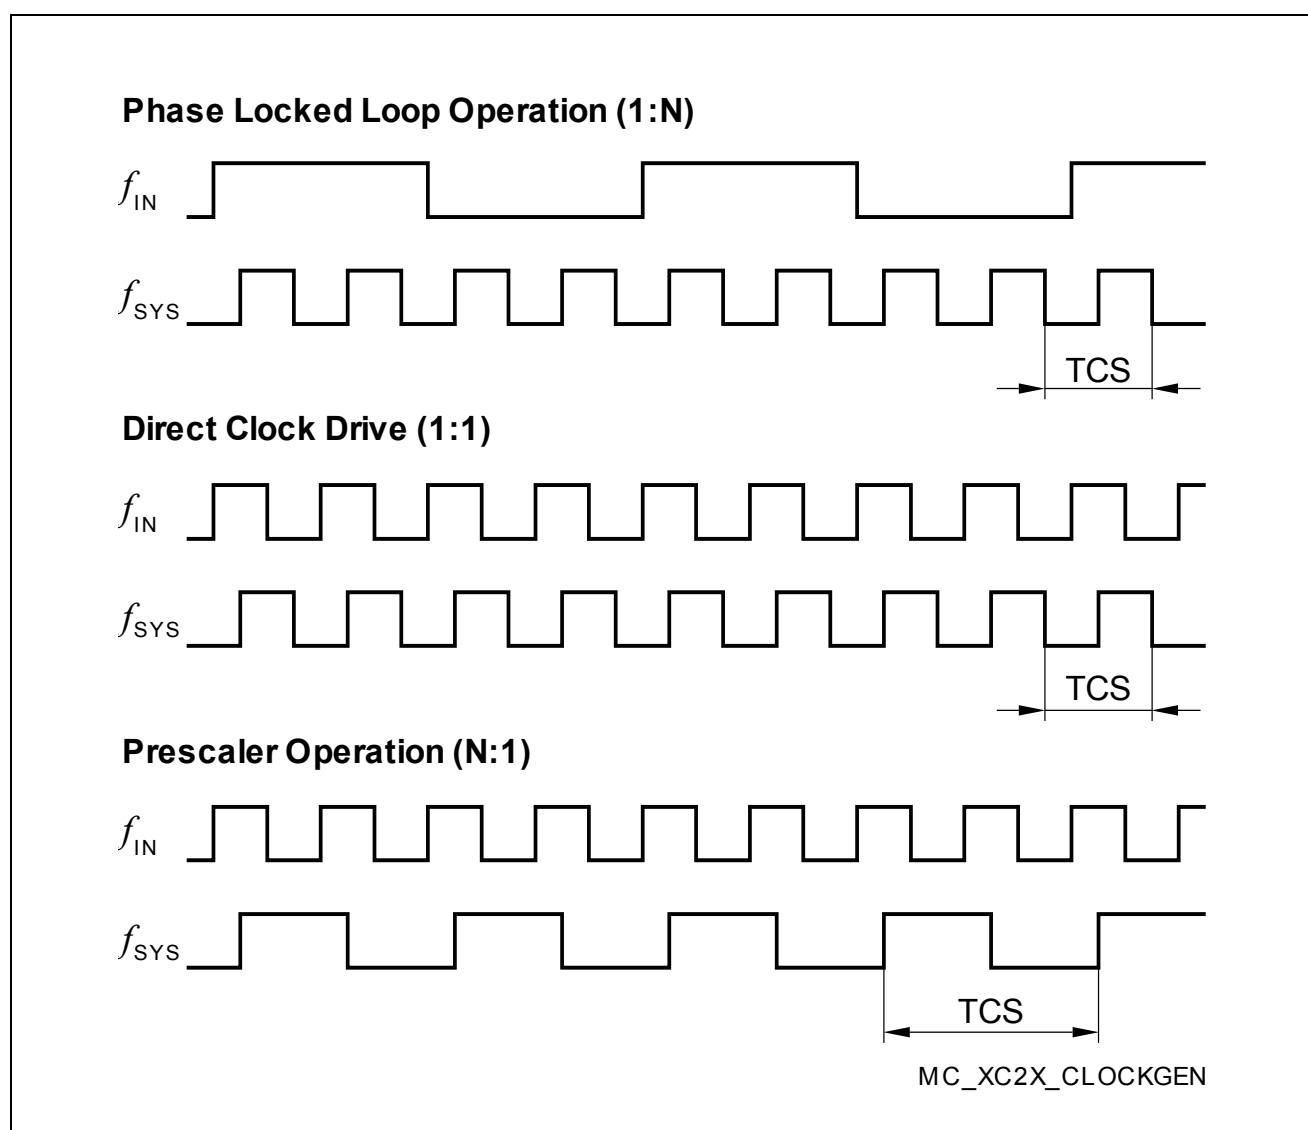 Phase Locked Loop Operation (1:N)
fIN
fSYS
TCS
Direct Clock Drive (1:1)
fIN
fSYS
TCS
Prescaler Operation (N:1)
fIN
fSYS
TCS
MC_XC2X_CLOCKGEN